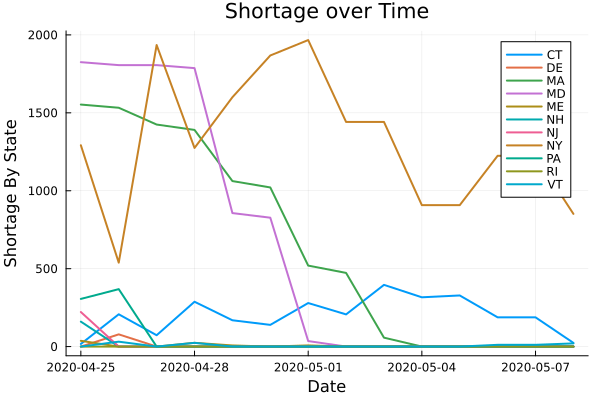 Shortage over Time
Shortage By State
2000
1500
1000
500
0
CT
DE
MA
MD
ME
NH
NJ
NY
PA
RI
VT
2020-04-25
2020-04-28
2020-05-01
2020-05-04
2020-05-07
Date